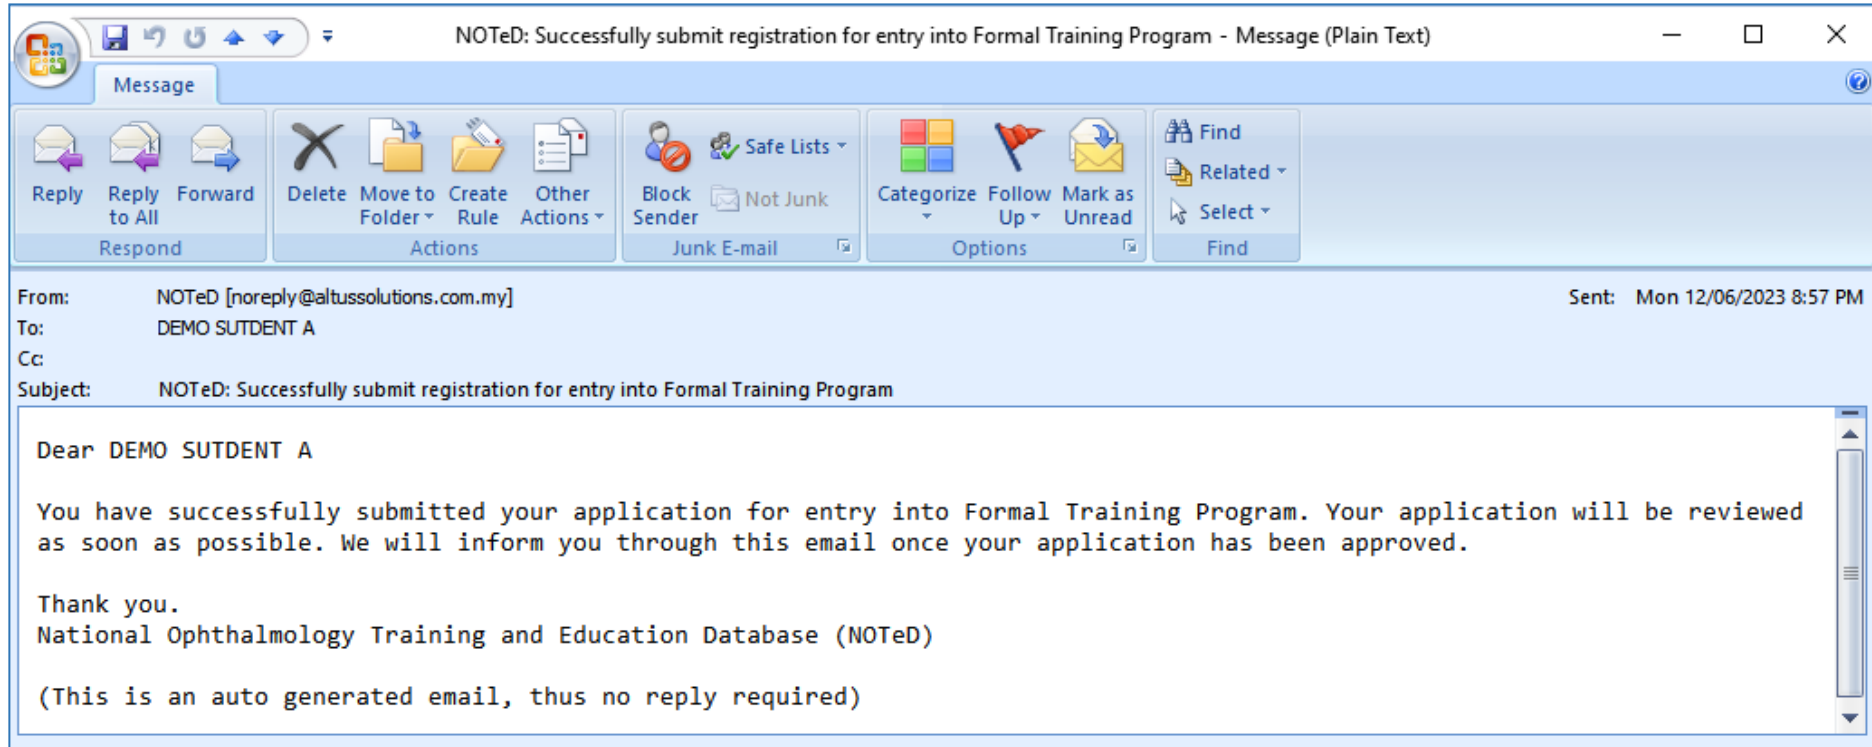 NOTeD: Successfully submit registration for entry into Formal Training Program - Message (Plain Text)
Message
Reply
Reply to All
Forward
Respond
Delete
Move to Folder
Create Rule
Other Actions
Actions
Block Sender
Safe Lists
Not Junk
Junk E-mail
Categorize
Follow Up
Mark as Unread
Options
Find
Related
Select
Find
From: NOTeD [noreply@altussolutions.com.my]
Sent: Mon 12/06/2023 8:57 PM
To: DEMO SUTDENT A
Cc:
Subject: NOTeD: Successfully submit registration for entry into Formal Training Program
Dear DEMO SUTDENT A
You have successfully submitted your application for entry into Formal Training Program. Your application will be reviewed
as soon as possible. We will inform you through this email once your application has been approved.
Thank you.
National Ophthalmology Training and Education Database (NOTeD)
(This is an auto generated email, thus no reply required)